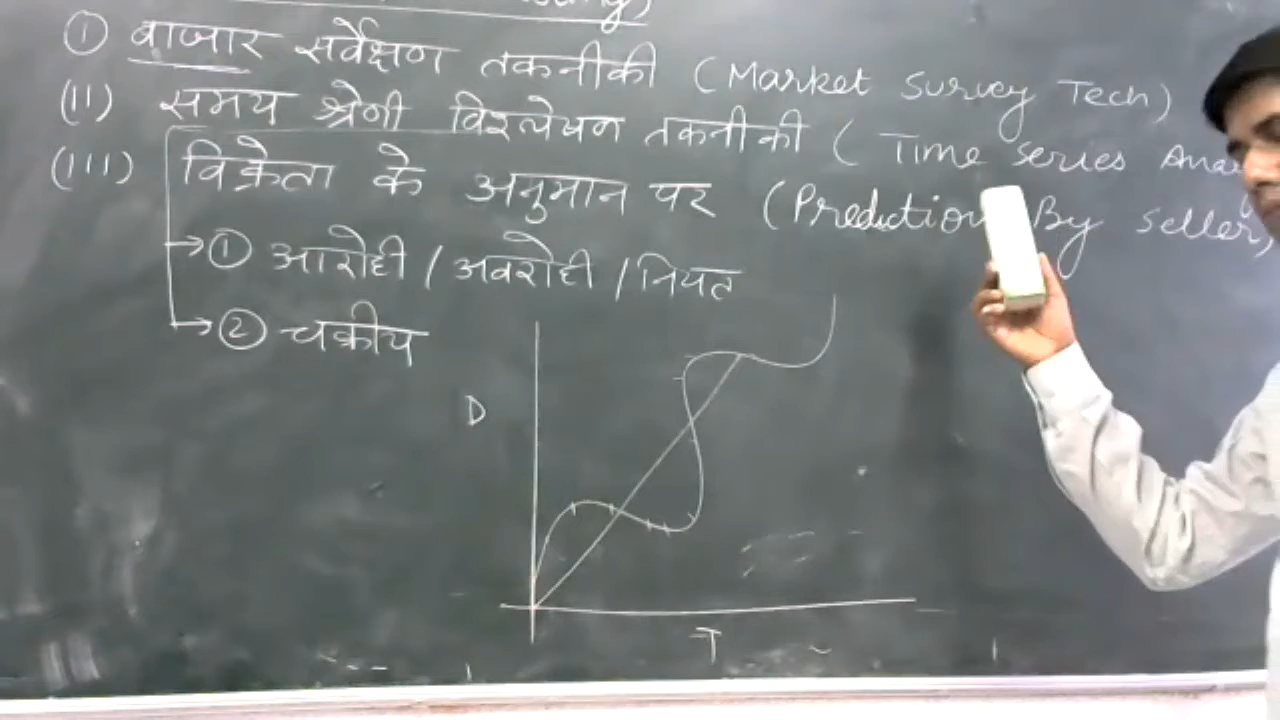 ① बाजार सर्वेक्षण तकनीकी (Market Survey Tech)
(II) समय श्रेणी विश्लेषण तकनीकी ( Time Series
(III) विक्रेता के अनुमान पर (Prediction By Seller)
→ ① आरोही / अवरोही / नियत
→ ② चक्रीय
D
T